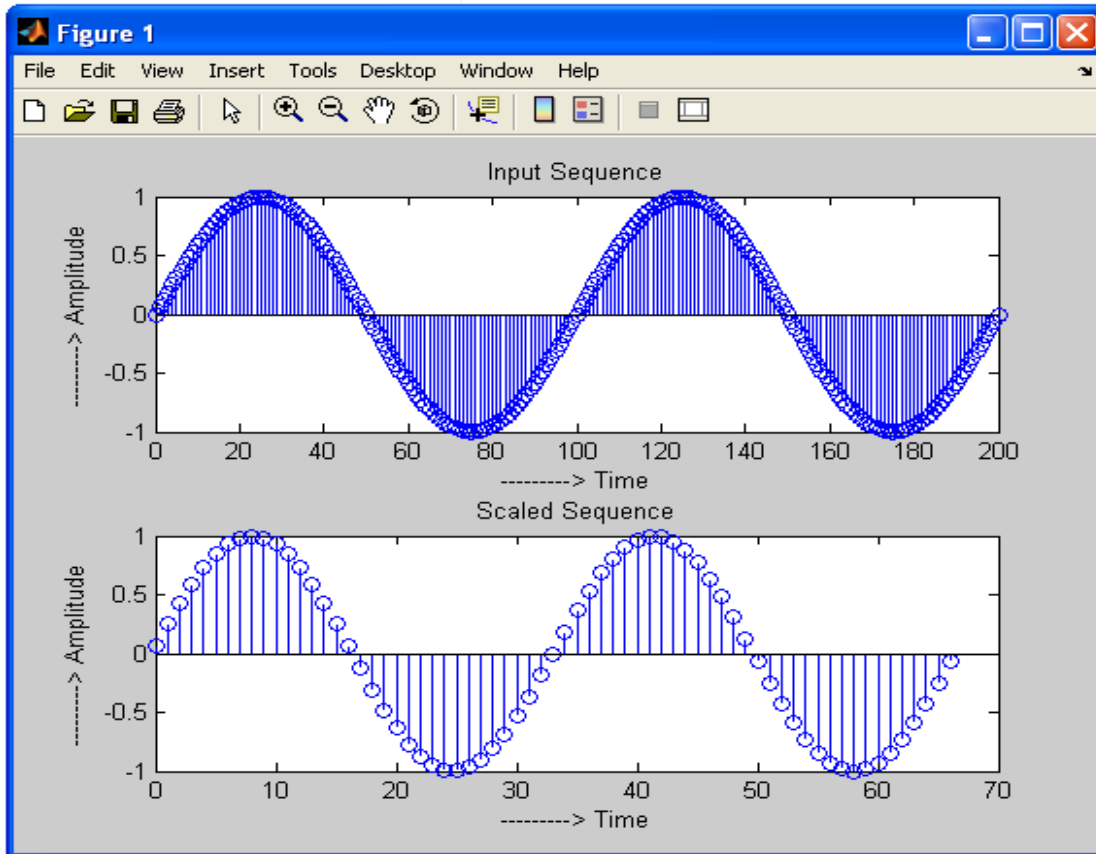 Figure 1
File Edit View Insert Tools Desktop Window Help
Input Sequence
-------> Amplitude
1
0.5
0
-0.5
-1
0 20 40 60 80 100 120 140 160 180 200
---------> Time
Scaled Sequence
-------> Amplitude
1
0.5
0
-0.5
-1
0 10 20 30 40 50 60 70
---------> Time